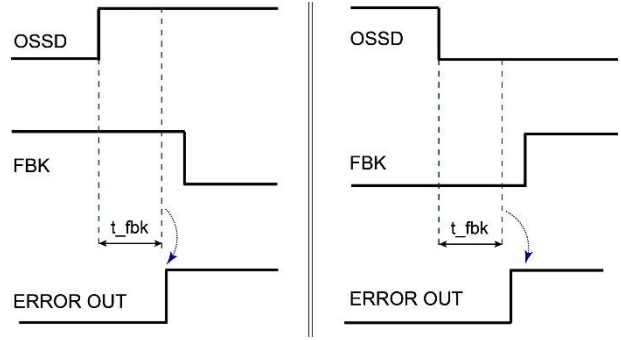 OSSD
FBK
t_fbk
ERROR OUT
OSSD
FBK
t_fbk
ERROR OUT